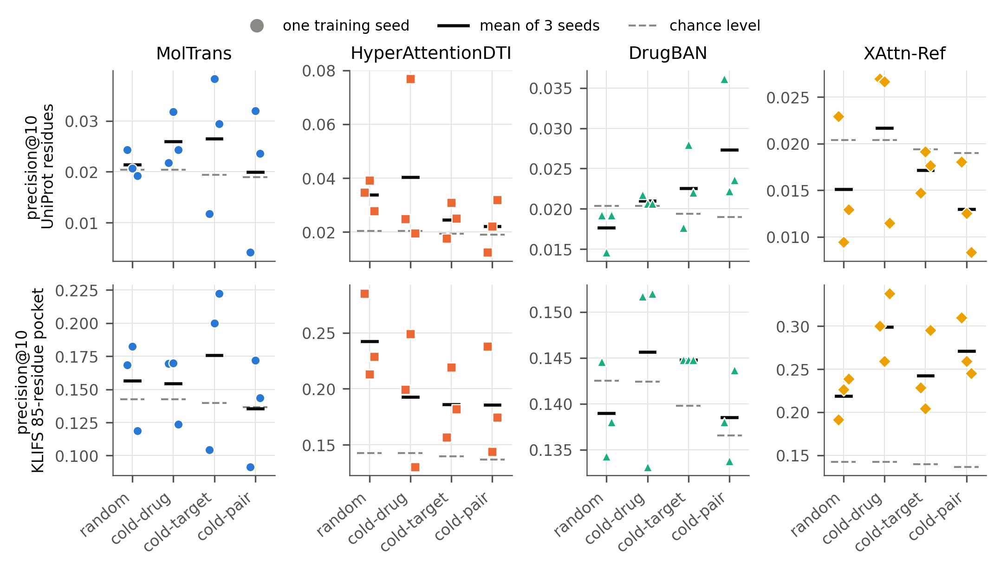 one training seed
mean of 3 seeds
chance level
MolTrans
HyperAttentionDTI
DrugBAN
XAttn-Ref
precision@10
UniProt residues
0.03
0.02
0.01
0.08
0.06
0.04
0.02
0.035
0.030
0.025
0.020
0.015
0.025
0.020
0.015
0.010
precision@10
KLIFS 85-residue pocket
0.225
0.200
0.175
0.150
0.125
0.100
0.25
0.20
0.15
0.150
0.145
0.140
0.135
0.30
0.25
0.20
0.15
random
cold-drug
cold-target
cold-pair
random
cold-drug
cold-target
cold-pair
random
cold-drug
cold-target
cold-pair
random
cold-drug
cold-target
cold-pair